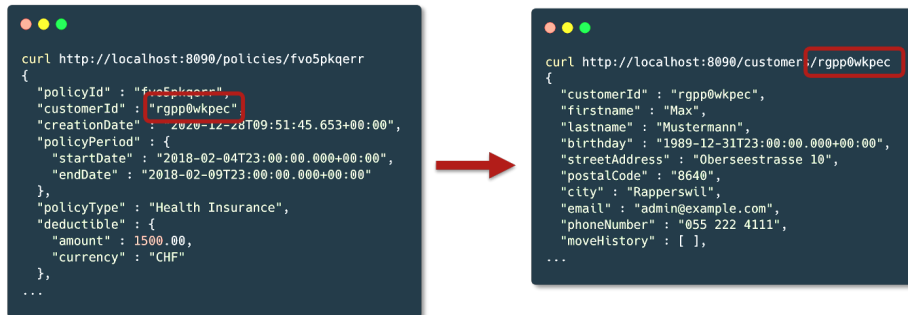 curl http://localhost:8090/policies/fvo5pkqerr
{
"policyId" : "fvo5pkqerr",
"customerId" : "rgpp0wkpec",
"creationDate" : "2020-12-28T09:51:45.653+00:00",
"policyPeriod" : {
"startDate" : "2018-02-04T23:00:00.000+00:00",
"endDate" : "2018-02-09T23:00:00.000+00:00"
},
"policyType" : "Health Insurance",
"deductible" : {
"amount" : 1500.00,
"currency" : "CHF"
},
...
curl http://localhost:8090/customers/rgpp0wkpec
{
"customerId" : "rgpp0wkpec",
"firstname" : "Max",
"lastname" : "Mustermann",
"birthday" : "1989-12-31T23:00:00.000+00:00",
"streetAddress" : "Oberseestrasse 10",
"postalCode" : "8640",
"city" : "Rapperswil",
"email" : "admin@example.com",
"phoneNumber" : "055 222 4111",
"moveHistory" : [ ],
...